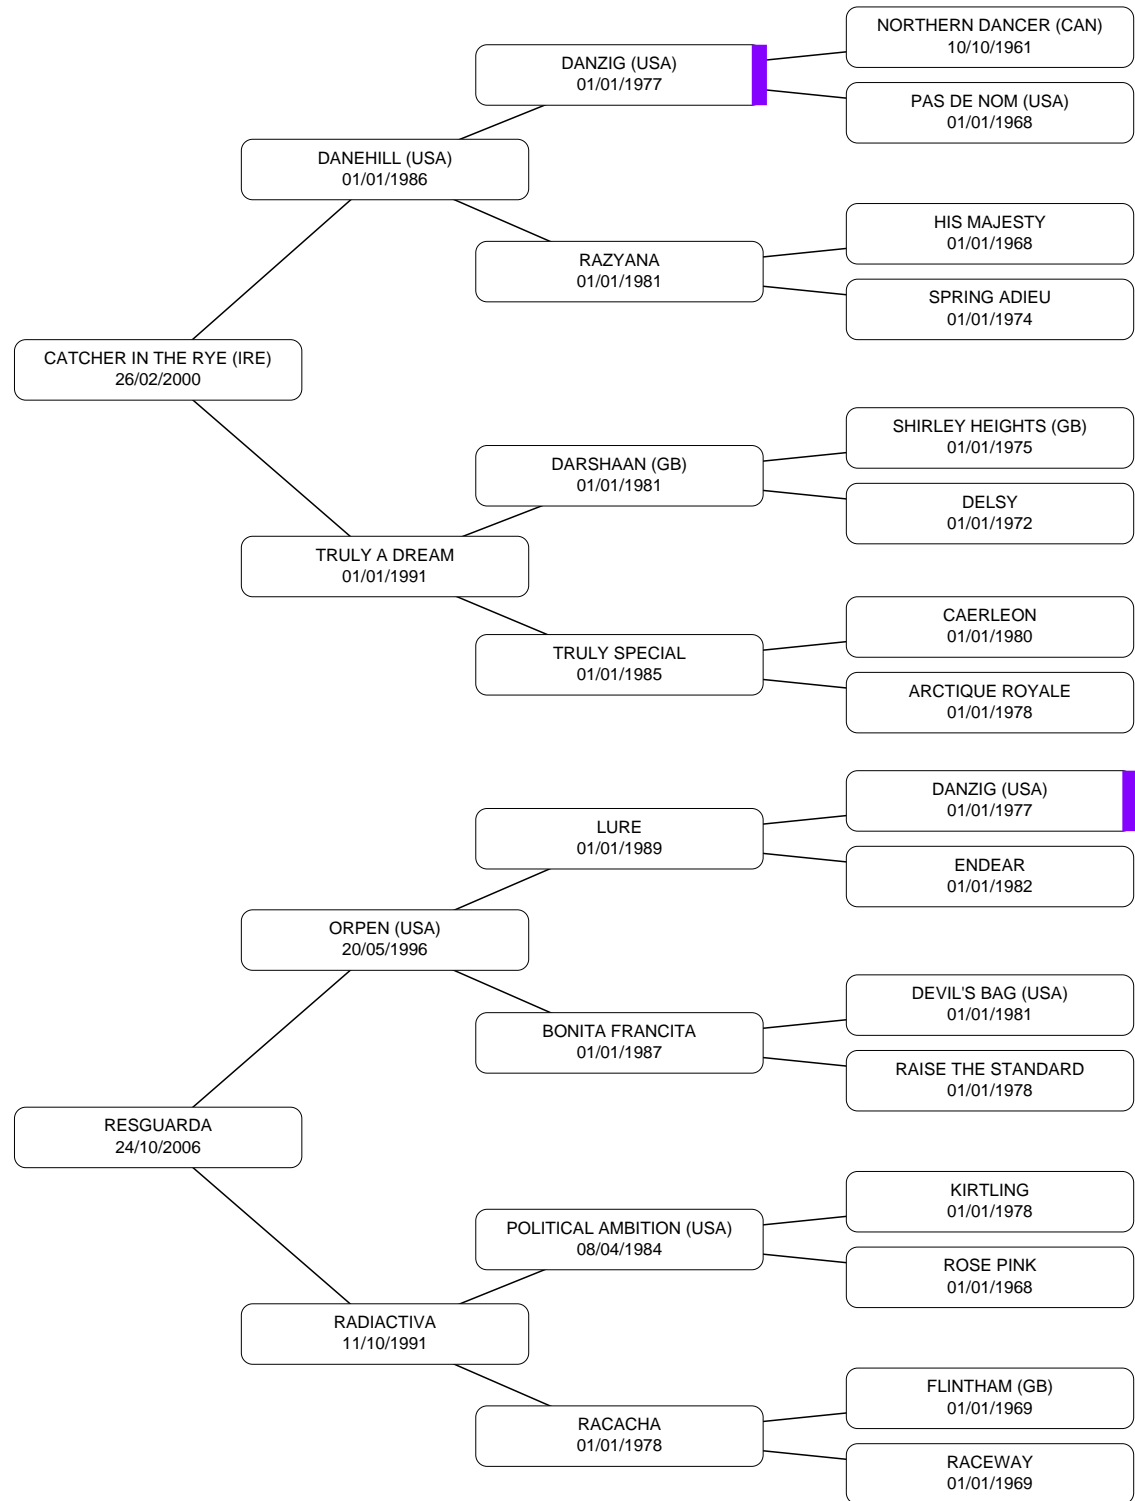 NORTHERN DANCER (CAN)
10/10/1961
DANZIG (USA)
01/01/1977
PAS DE NOM (USA)
01/01/1968
DANEHILL (USA)
01/01/1986
HIS MAJESTY
01/01/1968
RAZYANA
01/01/1981
SPRING ADIEU
01/01/1974
CATCHER IN THE RYE (IRE)
26/02/2000
SHIRLEY HEIGHTS (GB)
01/01/1975
DARSHAAN (GB)
01/01/1981
DELSY
01/01/1972
TRULY A DREAM
01/01/1991
CAERLEON
01/01/1980
TRULY SPECIAL
01/01/1985
ARCTIQUE ROYALE
01/01/1978
DANZIG (USA)
01/01/1977
LURE
01/01/1989
ENDEAR
01/01/1982
ORPEN (USA)
20/05/1996
DEVIL'S BAG (USA)
01/01/1981
BONITA FRANCITA
01/01/1987
RAISE THE STANDARD
01/01/1978
RESGUARDA
24/10/2006
KIRTLING
01/01/1978
POLITICAL AMBITION (USA)
08/04/1984
ROSE PINK
01/01/1968
RADIACTIVA
11/10/1991
FLINTHAM (GB)
01/01/1969
RACACHA
01/01/1978
RACEWAY
01/01/1969